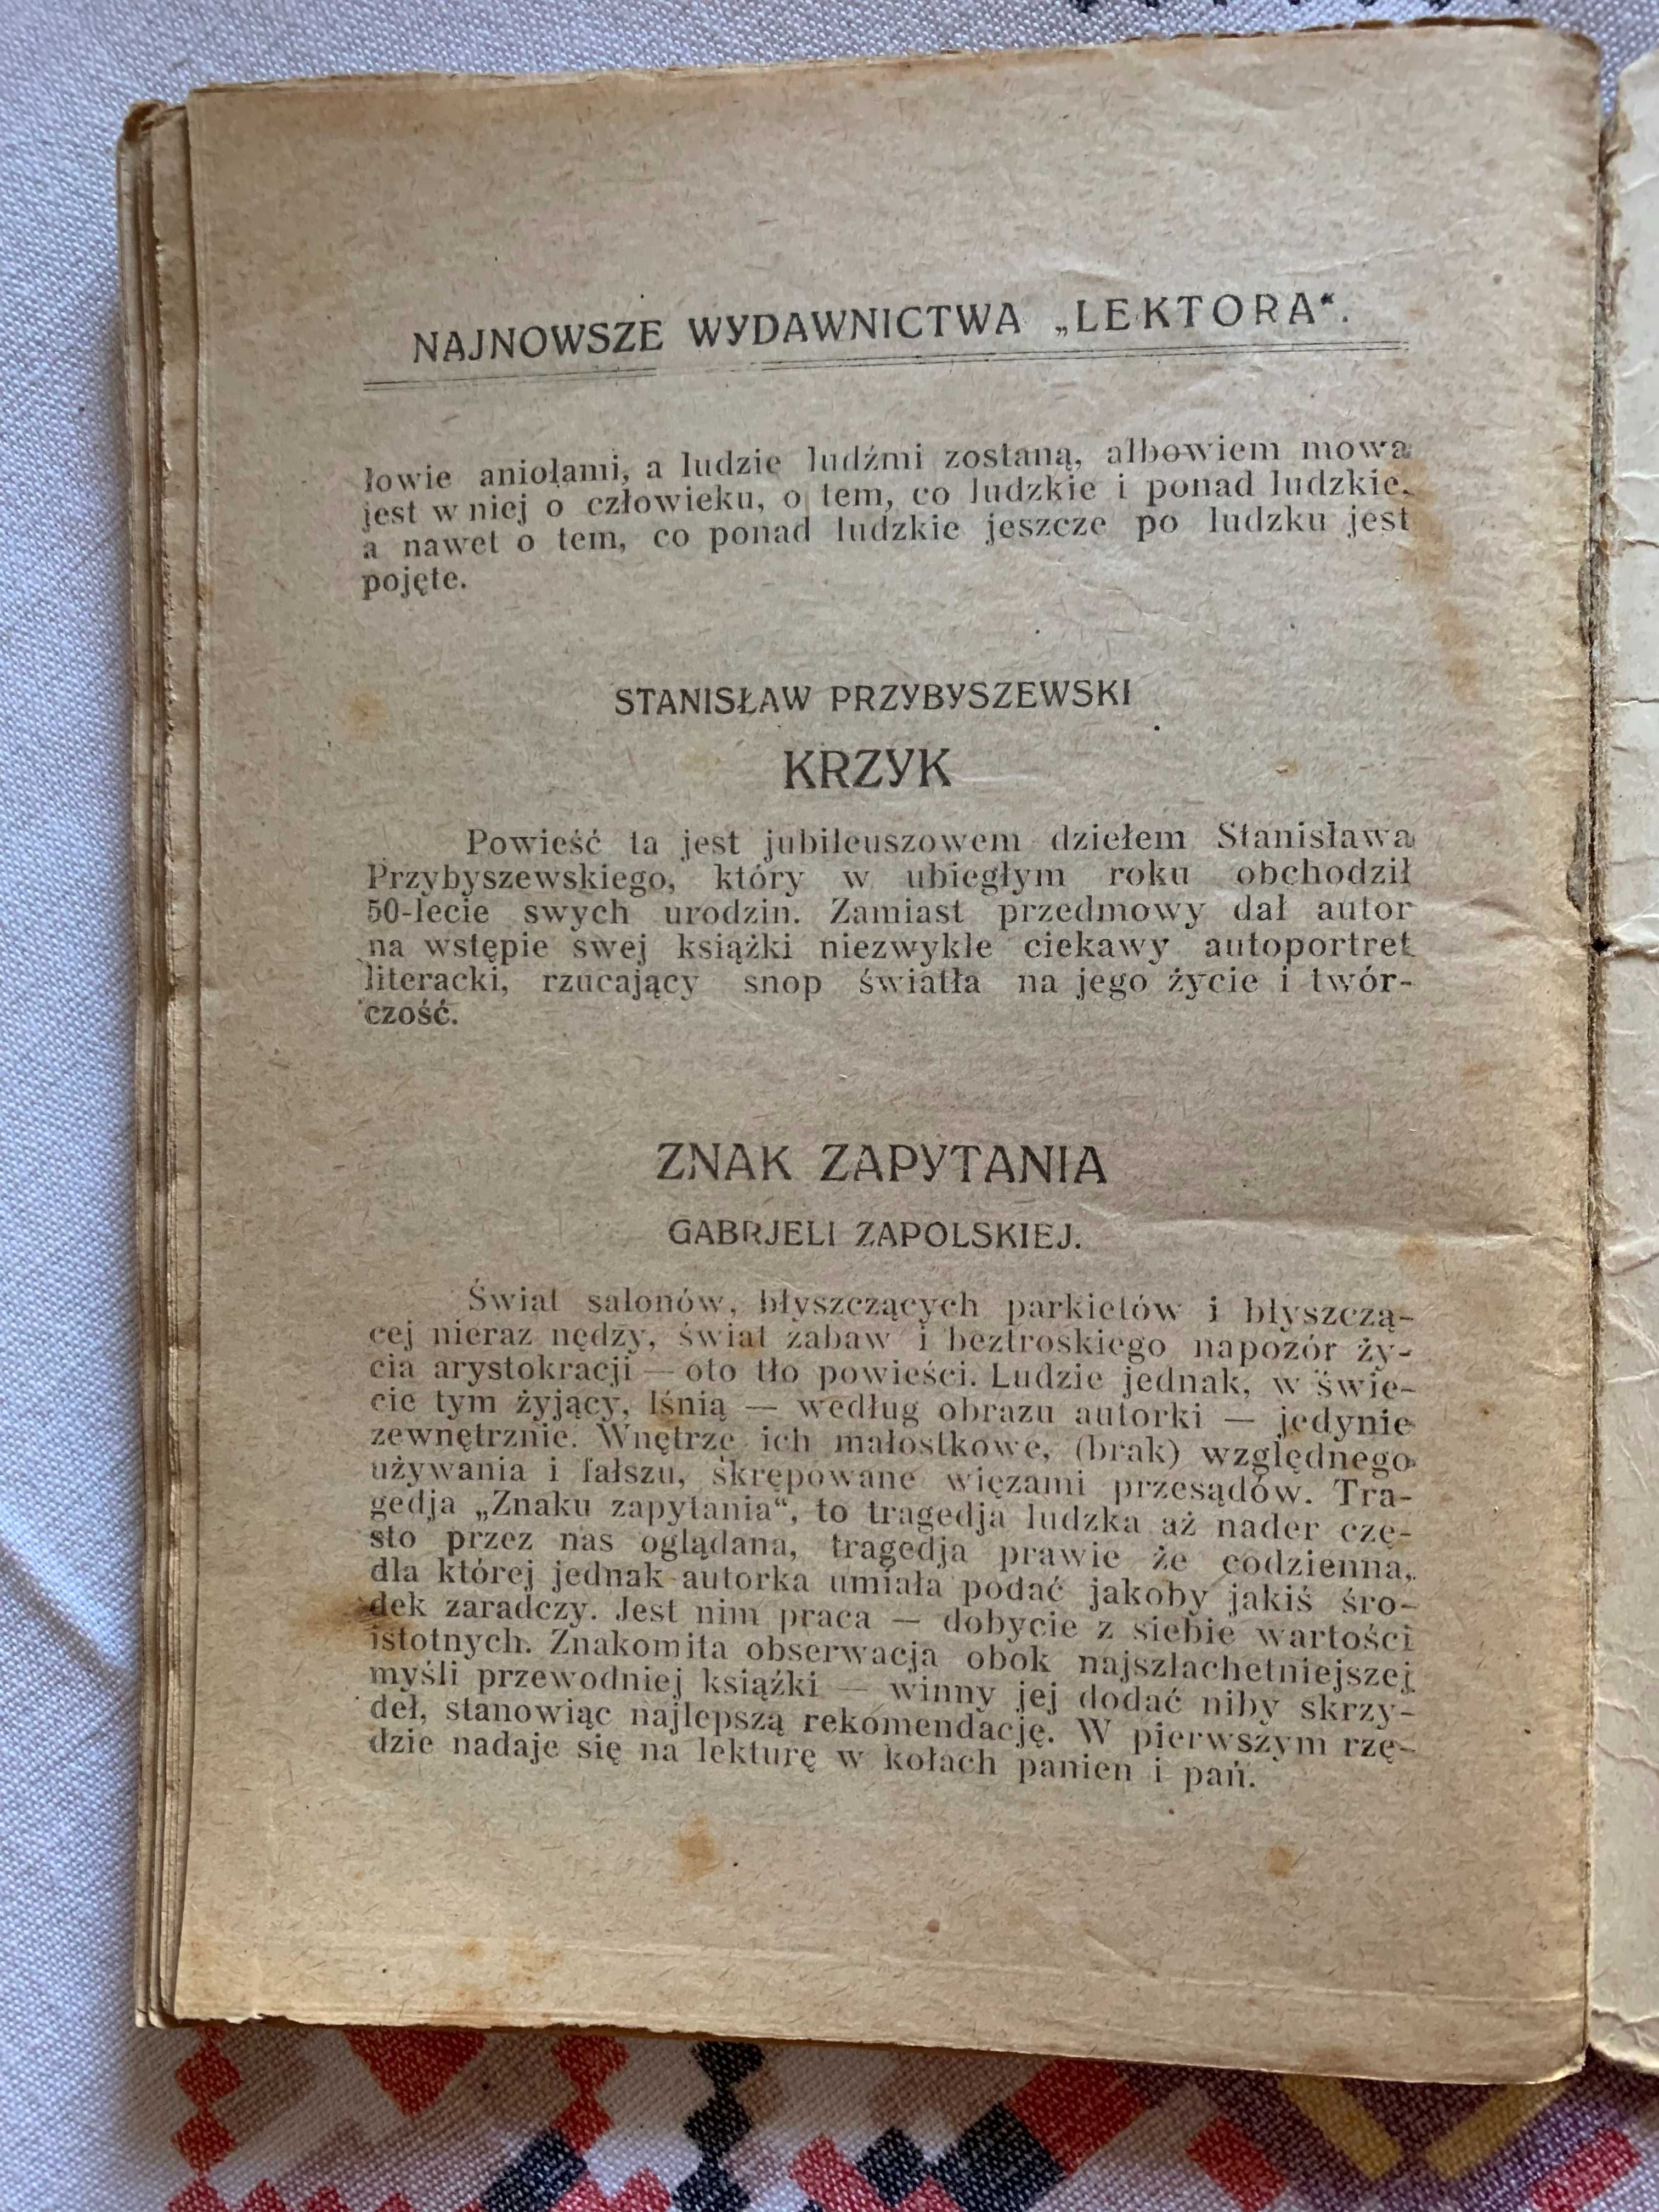 NAJNOWSZE WYDAWNICTWA „LEKTORA“.
łowie aniołami, a ludzie ludźmi zostaną, albowiem mowa
jest w niej o człowieku, o tem, co ludzkie i ponad ludzkie,
a nawet o tem, co ponad ludzkie jeszcze po ludzku jest
pojęte.
STANISŁAW PRZYBYSZEWSKI
KRZYK
Powieść ta jest jubileuszowem dziełem Stanisława
Przybyszewskiego, który w ubiegłym roku obchodził
50-lecie swych urodzin. Zamiast przedmowy dał autor
na wstępie swej książki niezwykle ciekawy autoportret
literacki, rzucający snop światła na jego życie i twór-
czość.
ZNAK ZAPYTANIA
GABRJELI ZAPOLSKIEJ.
Świat salonów, błyszczących parkietów i błyszczą-
cej nieraz nędzy, świat zabaw i beztroskiego napozór ży-
cia arystokracji — oto tło powieści. Ludzie jednak, w świe-
cie tym żyjący, lśnią — według obrazu autorki — jedynie
zewnętrznie. Wnętrze ich małostkowe, (brak) względnego
używania i fałszu, skrępowane więzami przesądów. Tra-
gedja „Znaku zapytania“, to tragedja ludzka aż nader czę-
sto przez nas oglądana, tragedja prawie że codzienna,
dla której jednak autorka umiała podać jakoby jakiś śro-
dek zaradczy. Jest nim praca — dobycie z siebie wartości
istotnych. Znakomita obserwacja obok najszlachetniejszej
myśli przewodniej książki — winny jej dodać niby skrzy-
deł, stanowiąc najlepszą rekomendację. W pierwszym rzę-
dzie nadaje się na lekturę w kołach panien i pań.